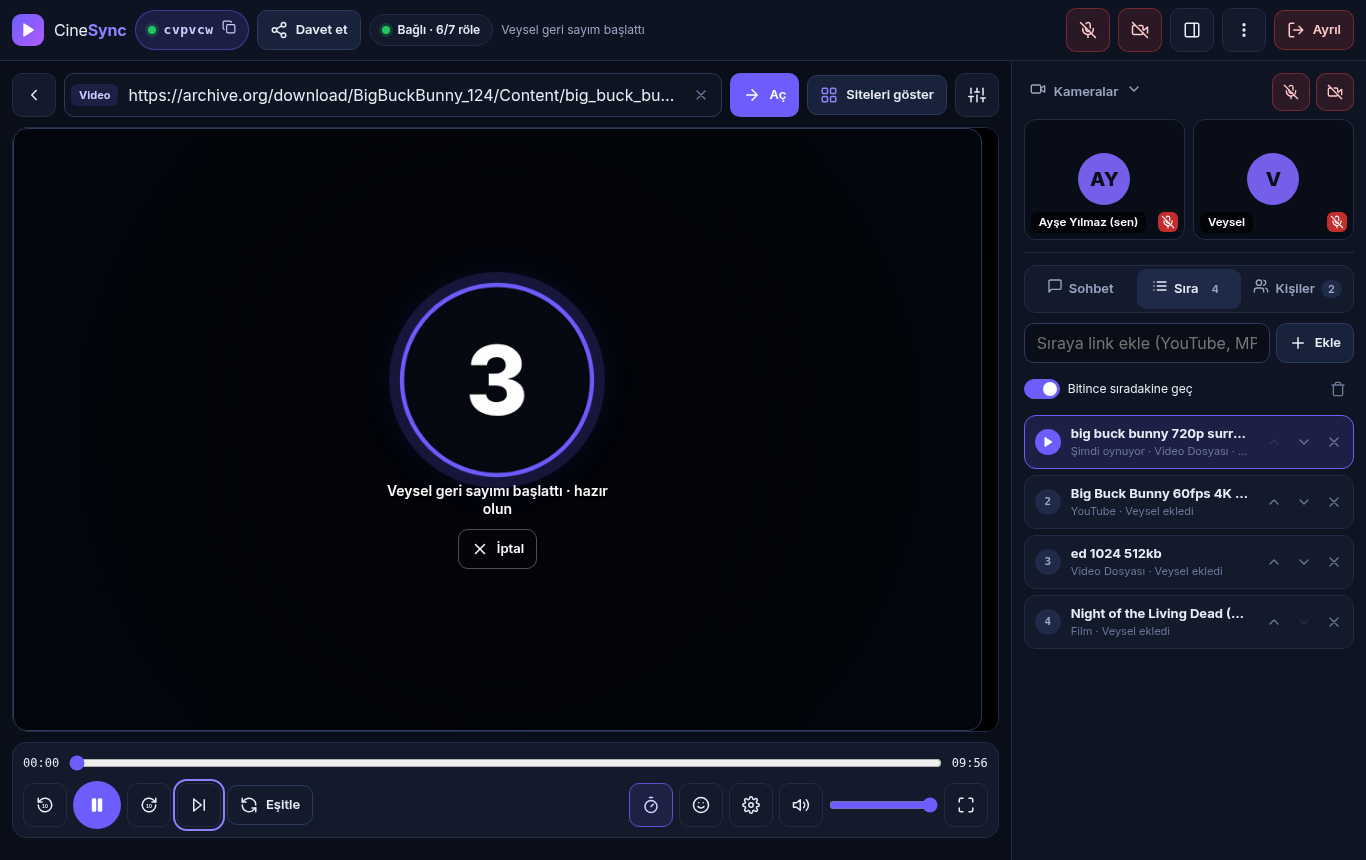 CineSync
cvpvcw
Davet et
Bağlı · 6/7 röle
Veysel geri sayım başlattı
Ayrıl
Video
https://archive.org/download/BigBuckBunny_124/Content/big_buck_bu...
Aç
Siteleri göster
Kameralar
AY
Ayşe Yılmaz (sen)
V
Veysel
3
Veysel geri sayımı başlattı · hazır
olun
İptal
Sohbet
Sıra 4
Kişiler 2
Sıraya link ekle (YouTube, MP
Ekle
Bitince sıradakine geç
big buck bunny 720p surr...
Şimdi oynuyor · Video Dosyası · ...
2
Big Buck Bunny 60fps 4K ...
YouTube · Veysel ekledi
3
ed 1024 512kb
Video Dosyası · Veysel ekledi
4
Night of the Living Dead (...
Film · Veysel ekledi
00:00
09:56
10
10
Eşitle